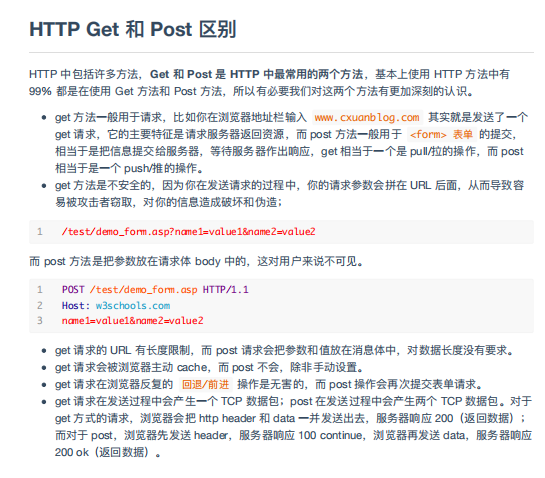 HTTP Get 和 Post 区别
HTTP 中包括许多方法，Get 和 Post 是 HTTP 中最常用的两个方法，基本上使用 HTTP 方法中有
99% 都是在使用 Get 方法和 Post 方法，所以有必要我们对这两个方法有更加深刻的认识。
• get 方法一般用于请求，比如你在浏览器地址栏输入 www.cxuanblog.com 其实就是发送了一个
get 请求，它的主要特征是请求服务器返回资源，而 post 方法一般用于 <form> 表单 的提交，
相当于是把信息提交给服务器，等待服务器作出响应，get 相当于一个是 pull/拉的操作，而 post
相当于是一个 push/推的操作。
• get 方法是不安全的，因为你在发送请求的过程中，你的请求参数会拼在 URL 后面，从而导致容
易被攻击者窃取，对你的信息造成破坏和伪造；
1 /test/demo_form.asp?name1=value1&name2=value2
而 post 方法是把参数放在请求体 body 中的，这对用户来说不可见。
1 POST /test/demo_form.asp HTTP/1.1
2 Host: w3schools.com
3 name1=value1&name2=value2
• get 请求的 URL 有长度限制，而 post 请求会把参数和值放在消息体中，对数据长度没有要求。
• get 请求会被浏览器主动 cache，而 post 不会，除非手动设置。
• get 请求在浏览器反复的 回退/前进 操作是无害的，而 post 操作会再次提交表单请求。
• get 请求在发送过程中会产生一个 TCP 数据包；post 在发送过程中会产生两个 TCP 数据包。对于
get 方式的请求，浏览器会把 http header 和 data 一并发送出去，服务器响应 200（返回数据）；
而对于 post，浏览器先发送 header，服务器响应 100 continue，浏览器再发送 data，服务器响应
200 ok（返回数据）。